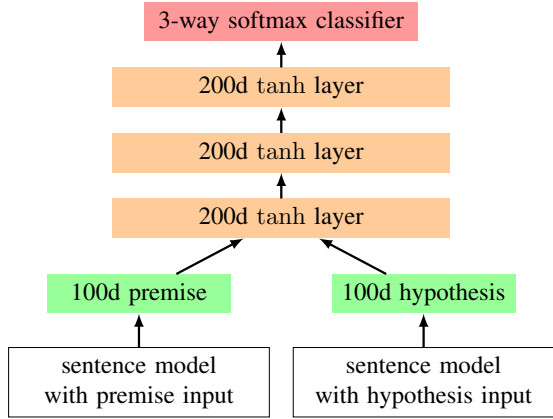 3-way softmax classifier
200d tanh layer
200d tanh layer
200d tanh layer
100d premise
100d hypothesis
sentence model
with premise input
sentence model
with hypothesis input